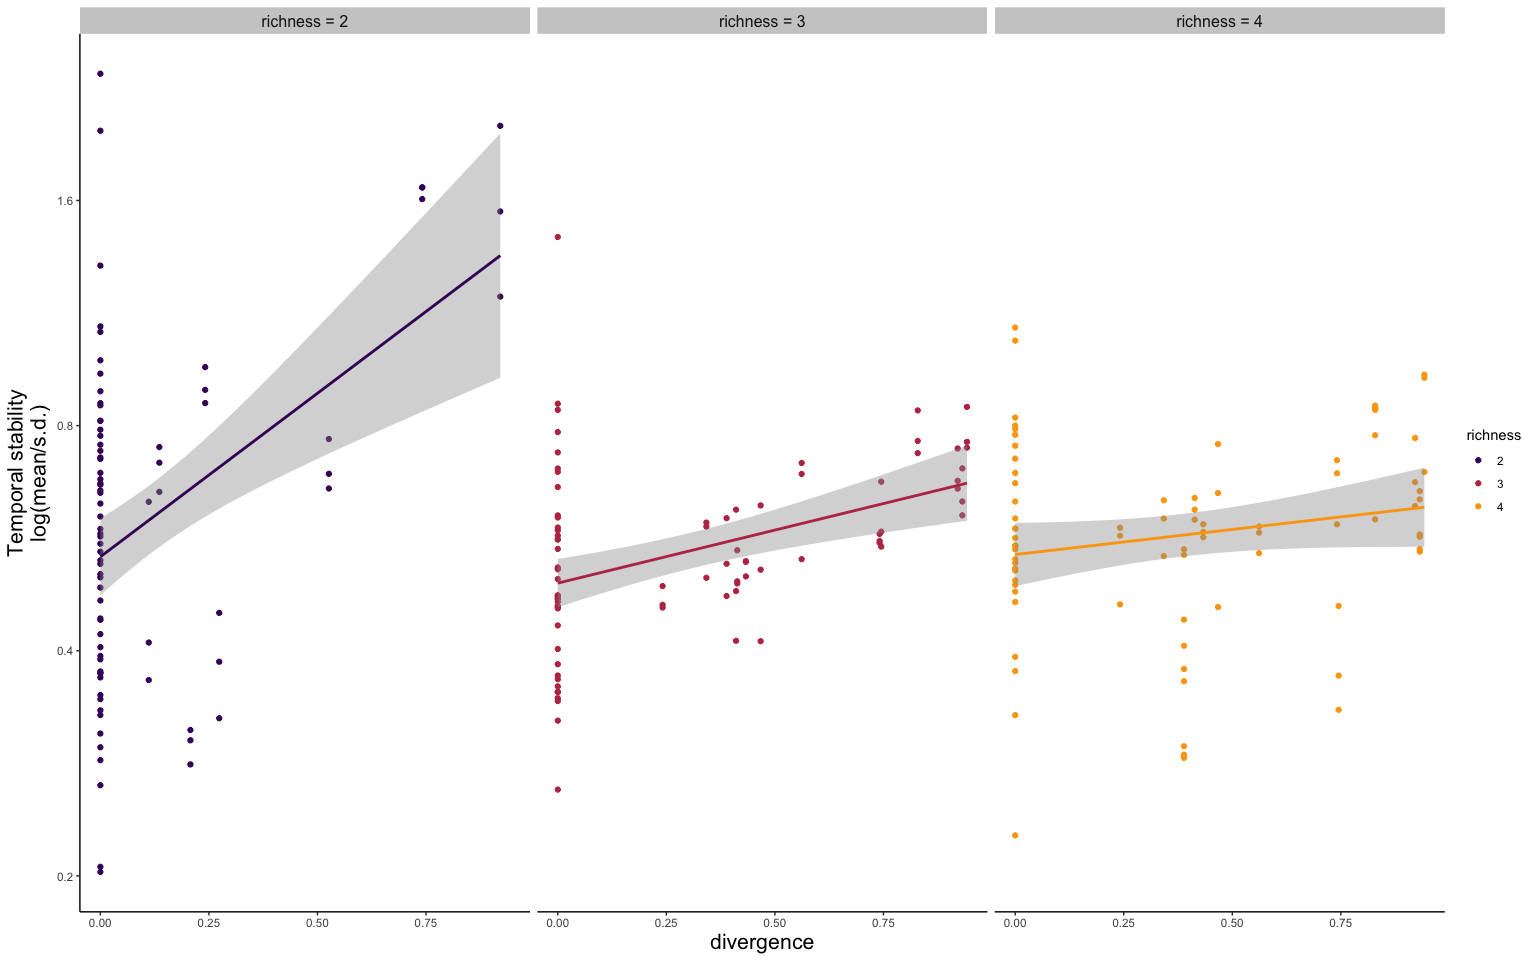 richness = 2
richness = 3
richness = 4
Temporal stability
log(mean/s.d.)
1.6
0.8
0.4
0.2
0.00 0.25 0.50 0.75
0.00 0.25 0.50 0.75
0.00 0.25 0.50 0.75
divergence
richness
2
3
4